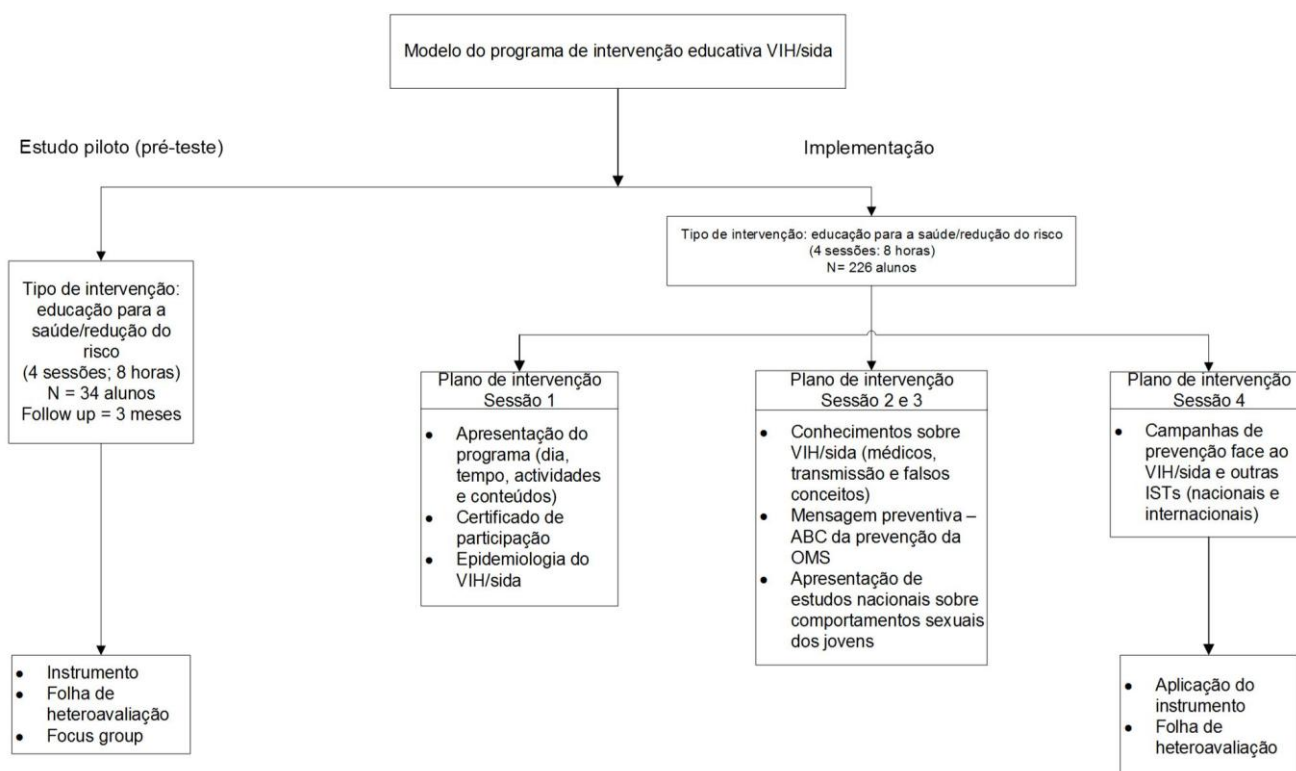 Modelo do programa de intervenção educativa VIH/sida
Estudo piloto (pré-teste)
Implementação
Tipo de intervenção:
educação para a
saúde/redução do
risco
(4 sessões; 8 horas)
N = 34 alunos
Follow up = 3 meses
● Instrumento
● Folha de
heteroavaliação
● Focus group
Tipo de intervenção: educação para a saúde/redução do risco
(4 sessões: 8 horas)
N= 226 alunos
Plano de intervenção
Sessão 1
● Apresentação do
programa (dia,
tempo, actividades
e conteúdos)
● Certificado de
participação
● Epidemiologia do
VIH/sida
Plano de intervenção
Sessão 2 e 3
● Conhecimentos sobre
VIH/sida (médicos,
transmissão e falsos
conceitos)
● Mensagem preventiva –
ABC da prevenção da
OMS
● Apresentação de
estudos nacionais sobre
comportamentos sexuais
dos jovens
Plano de intervenção
Sessão 4
● Campanhas de
prevenção face ao
VIH/sida e outras
ISTs (nacionais e
internacionais)
● Aplicação do
instrumento
● Folha de
heteroavaliação